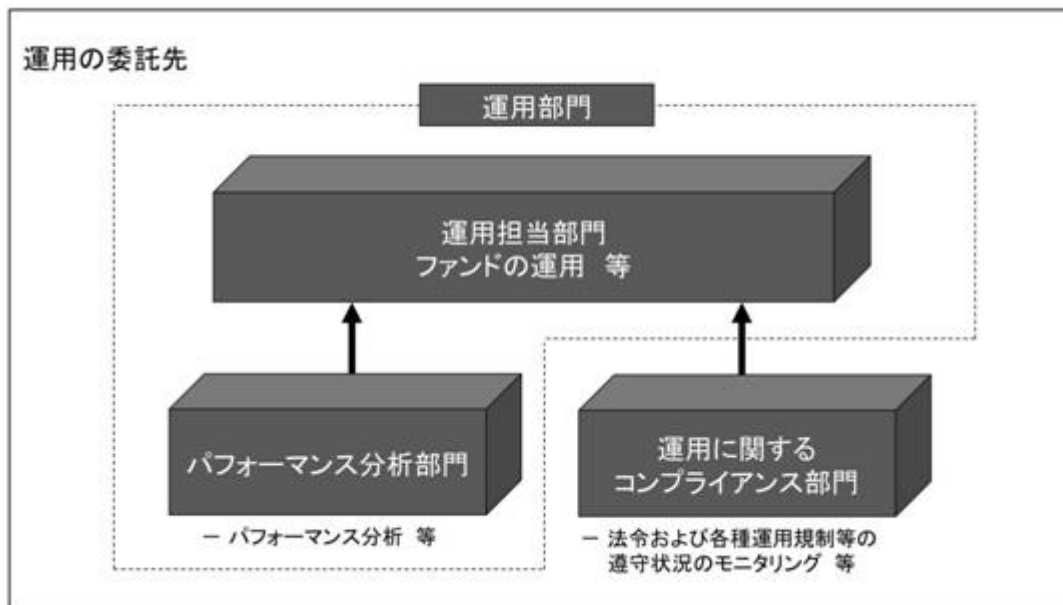 運用の委託先
運用部門
運用担当部門
ファンドの運用 等
パフォーマンス分析部門
－ パフォーマンス分析 等
運用に関する
コンプライアンス部門
－ 法令および各種運用規制等の
遵守状況のモニタリング 等